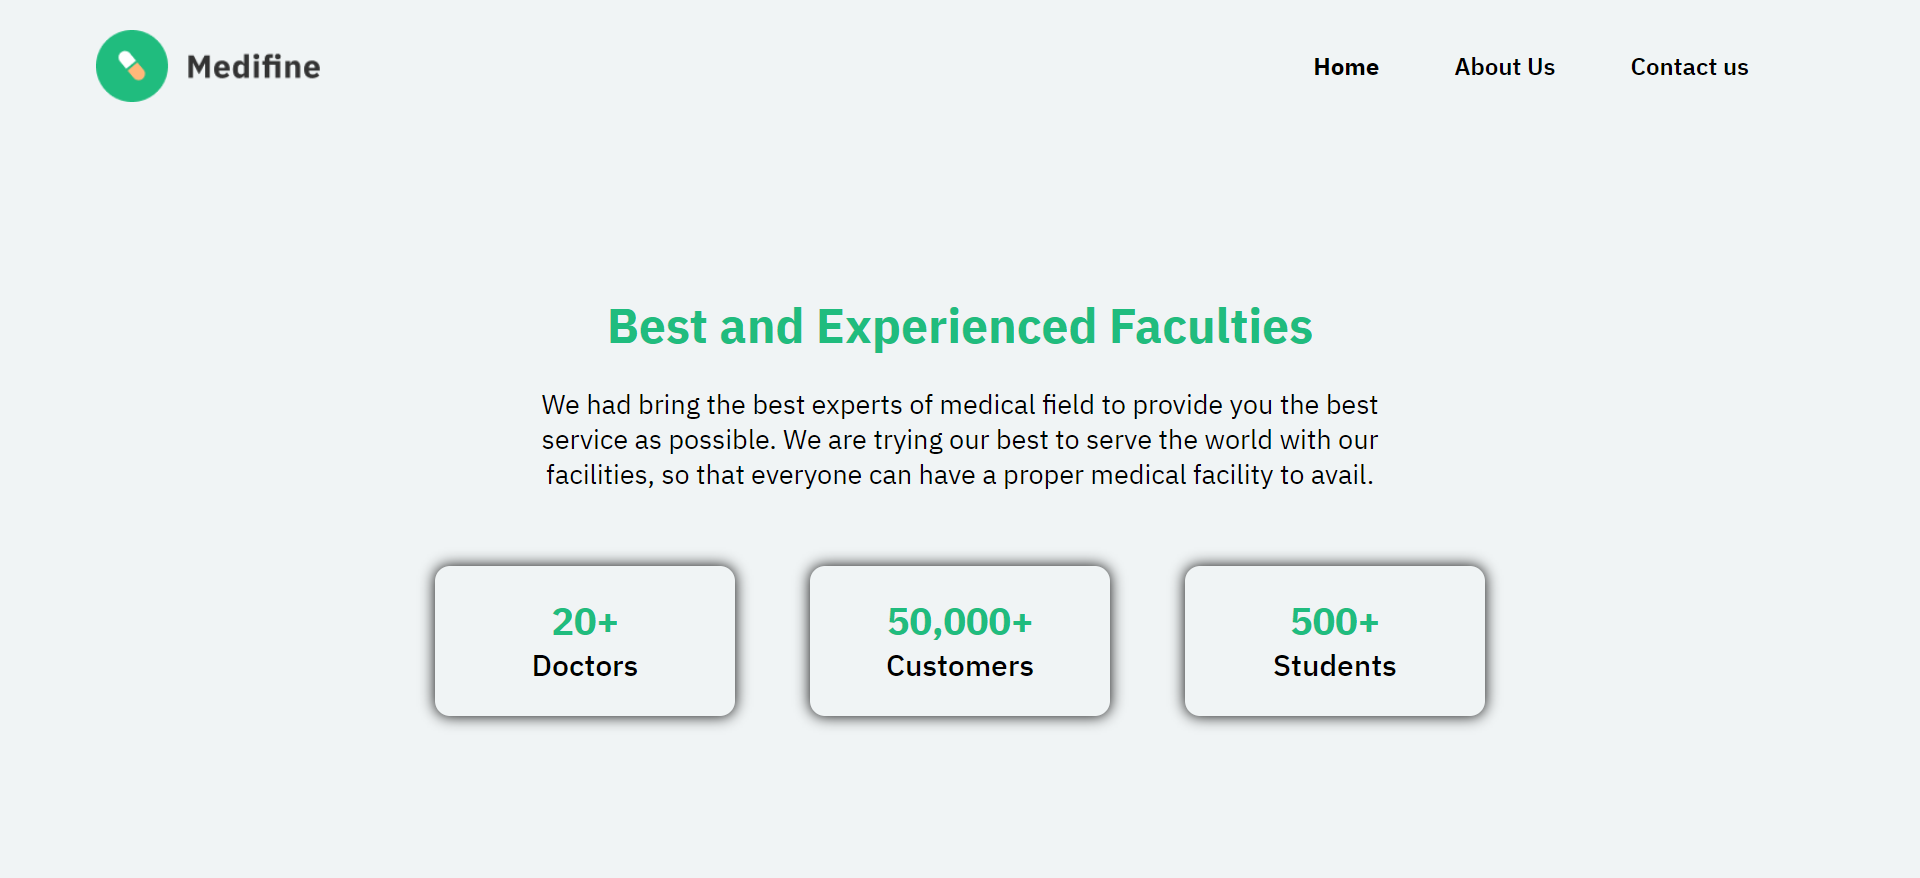 Medifine
Home
About Us
Contact us
Best and Experienced Faculties
We had bring the best experts of medical field to provide you the best
service as possible. We are trying our best to serve the world with our
facilities, so that everyone can have a proper medical facility to avail.
20+
Doctors
50,000+
Customers
500+
Students